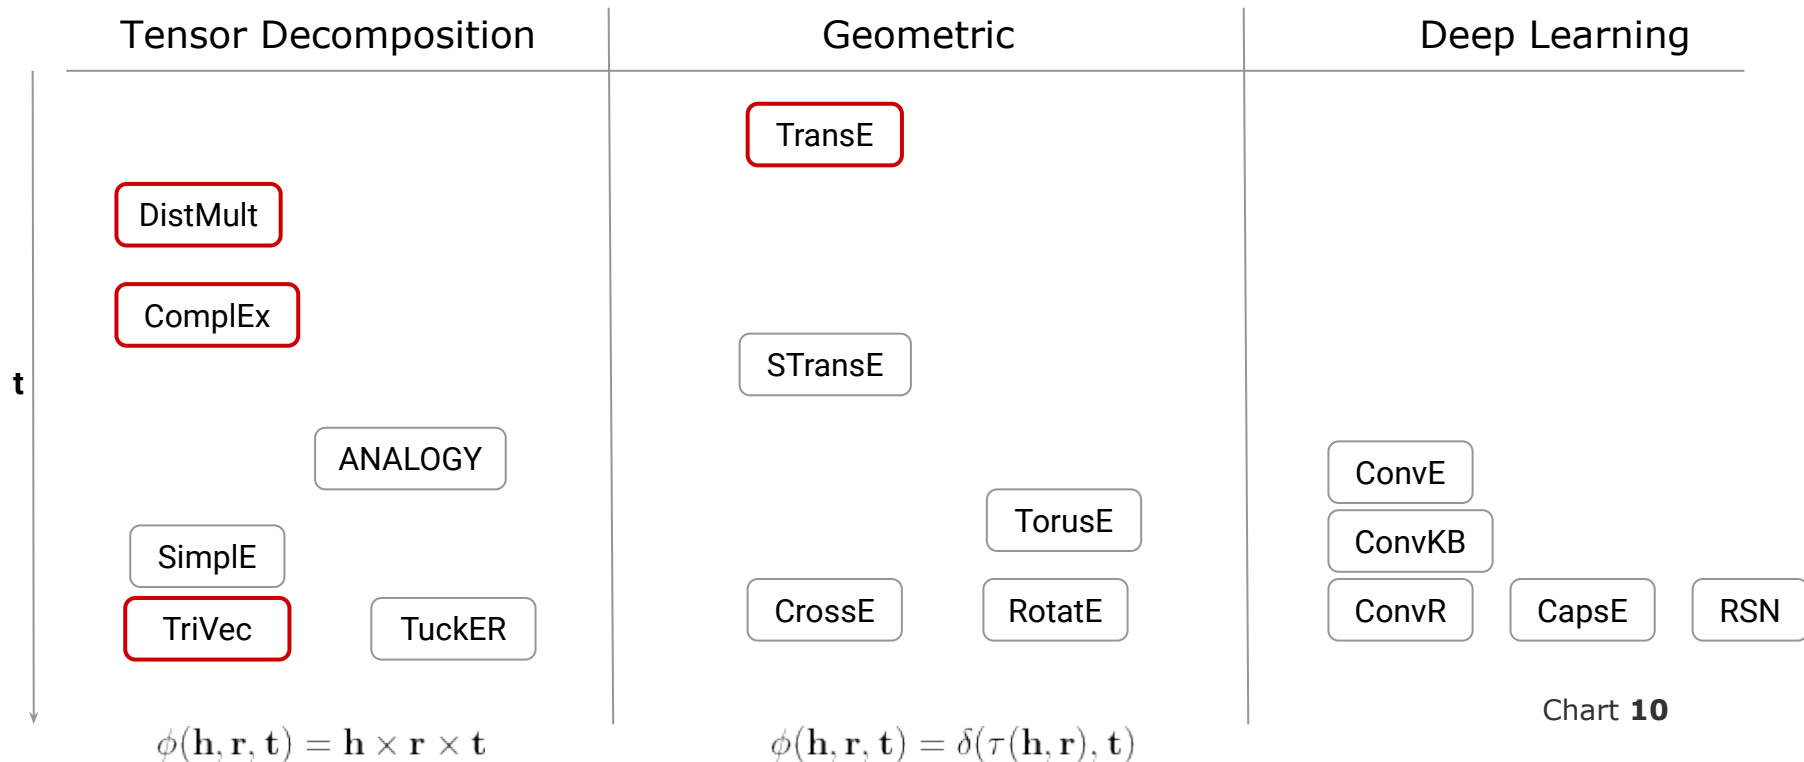 Tensor Decomposition
Geometric
Deep Learning
TransE
DistMult
ComplEx
STransE
t
ANALOGY
ConvE
TorusE
ConvKB
SimplE
CrossE
RotatE
ConvR
CapsE
RSN
TriVec
TuckER
Chart 10
ϕ(h, r, t) = h × r × t
ϕ(h, r, t) = δ(τ(h, r), t)